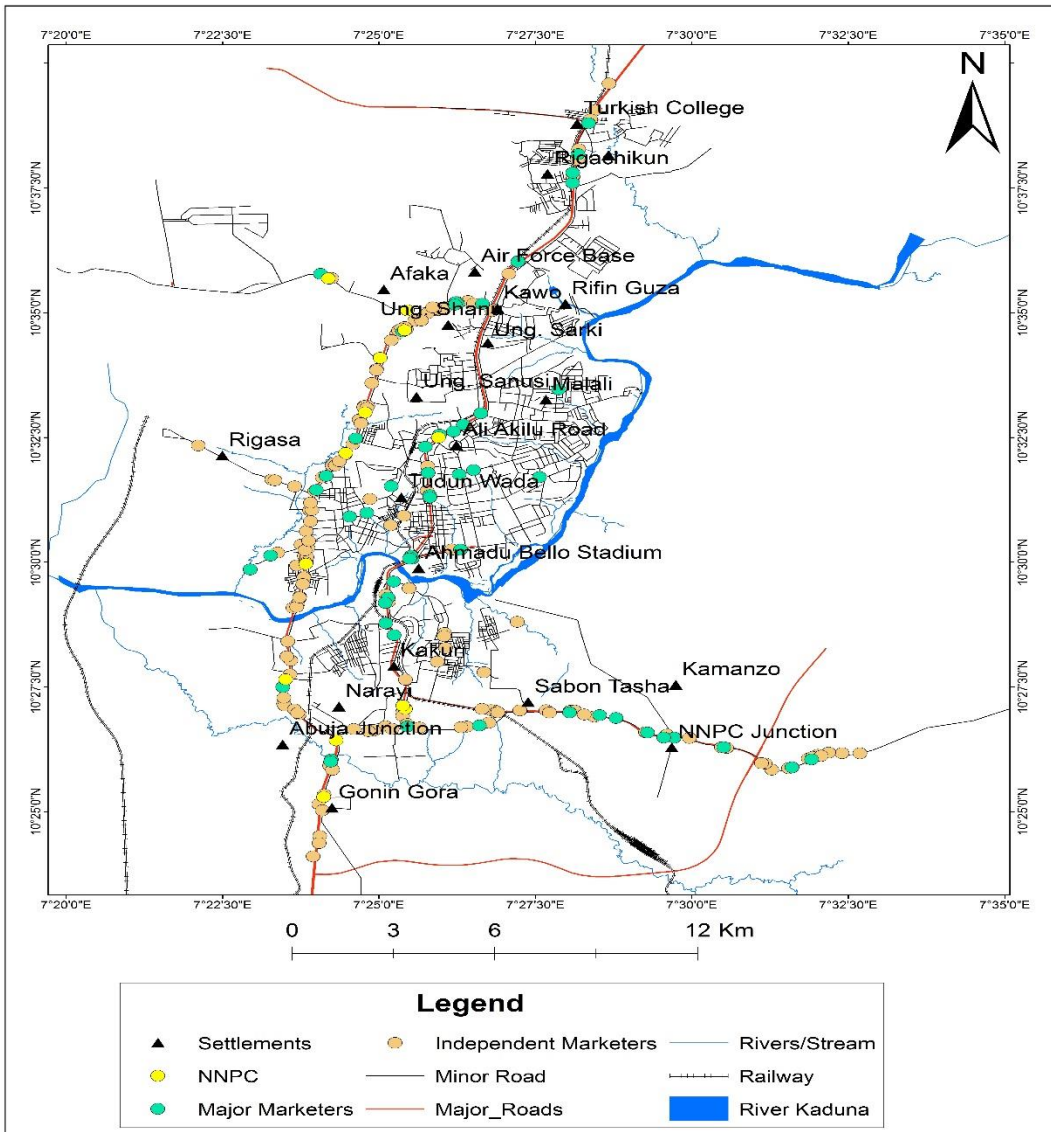 7°20'0"E 7°22'30"E 7°25'0"E 7°27'30"E 7°30'0"E 7°32'30"E 7°35'0"E
N
Turkish College
Rigachikun
10°37'30"N 10°37'30"N
Air Force Base
Afaka
Rifin Guza
Kawo
10°35'0"N 10°35'0"N
Ung. Shanu
Ung. Sarki
Ung. Sanusi
Malali
Ali Akilu Road
10°32'30"N 10°32'30"N
Rigasa
Tudun Wada
Ahmadu Bello Stadium
10°30'0"N 10°30'0"N
Kakuri
Kamanzo
10°27'30"N 10°27'30"N
Narayi
Sabon Tasha
Abuja Junction
NNPC Junction
Gonin Gora
10°25'0"N 10°25'0"N
7°20'0"E 7°22'30"E 7°25'0"E 7°27'30"E 7°30'0"E 7°32'30"E 7°35'0"E
0 3 6 12 Km
Legend
Settlements Independent Marketers Rivers/Stream
NNPC Minor Road Railway
Major Marketers Major_Roads River Kaduna